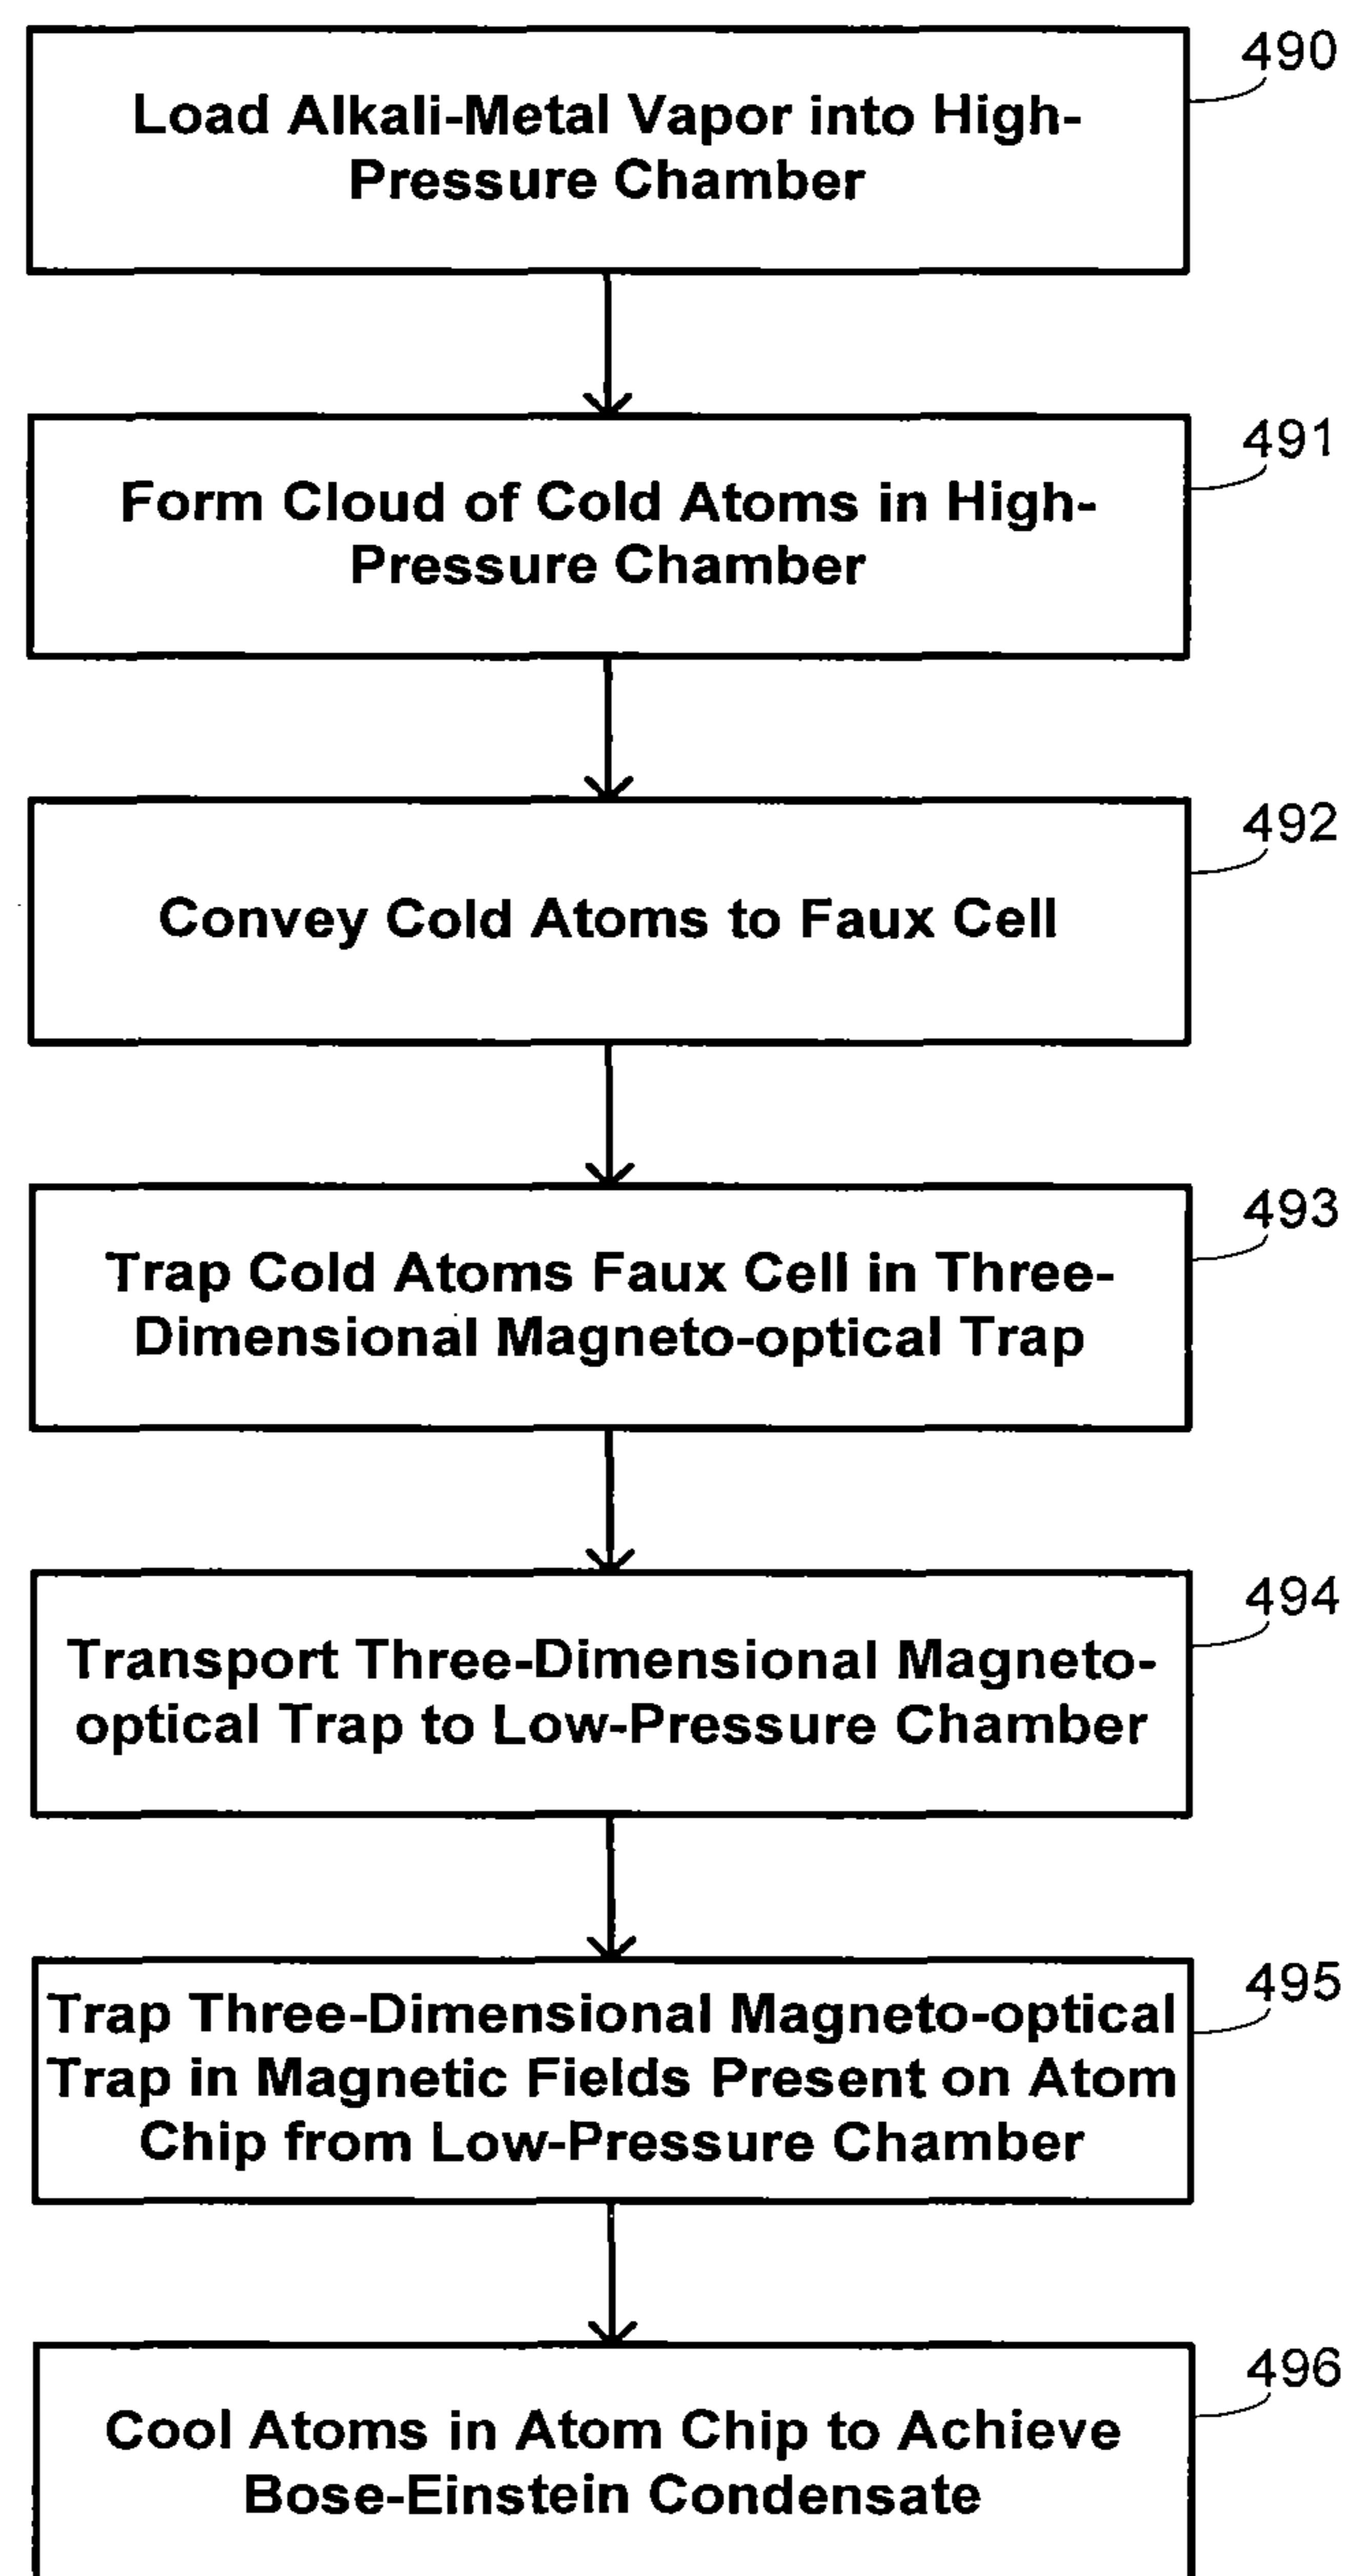 490
Load Alkali-Metal Vapor into High-
Pressure Chamber
491
Form Cloud of Cold Atoms in High-
Pressure Chamber
492
Convey Cold Atoms to Faux Cell
493
Trap Cold Atoms Faux Cell in Three-
Dimensional Magneto-optical Trap
494
Transport Three-Dimensional Magneto-
optical Trap to Low-Pressure Chamber
495
Trap Three-Dimensional Magneto-optical
Trap in Magnetic Fields Present on Atom
Chip from Low-Pressure Chamber
496
Cool Atoms in Atom Chip to Achieve
Bose-Einstein Condensate